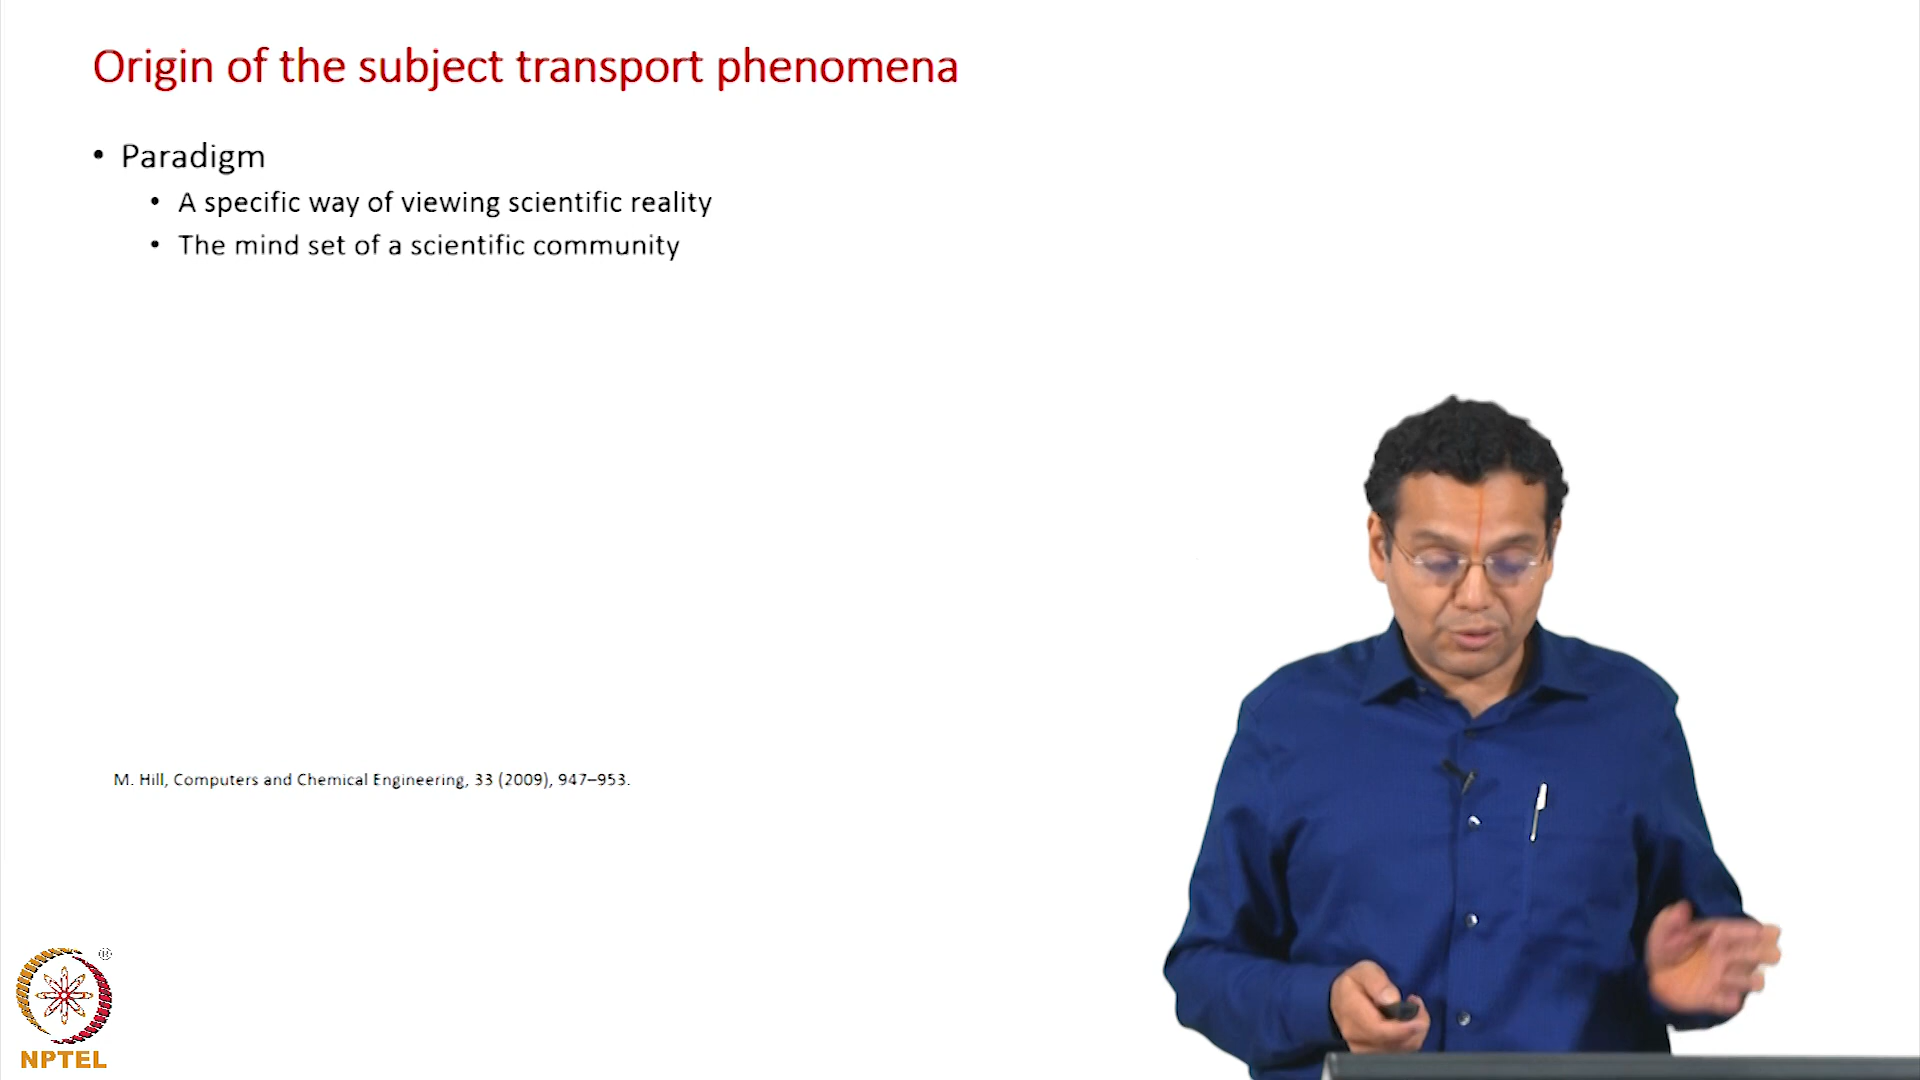 Origin of the subject transport phenomena
• Paradigm
• A specific way of viewing scientific reality
• The mind set of a scientific community
M. Hill, Computers and Chemical Engineering, 33 (2009), 947–953.
®
NPTEL